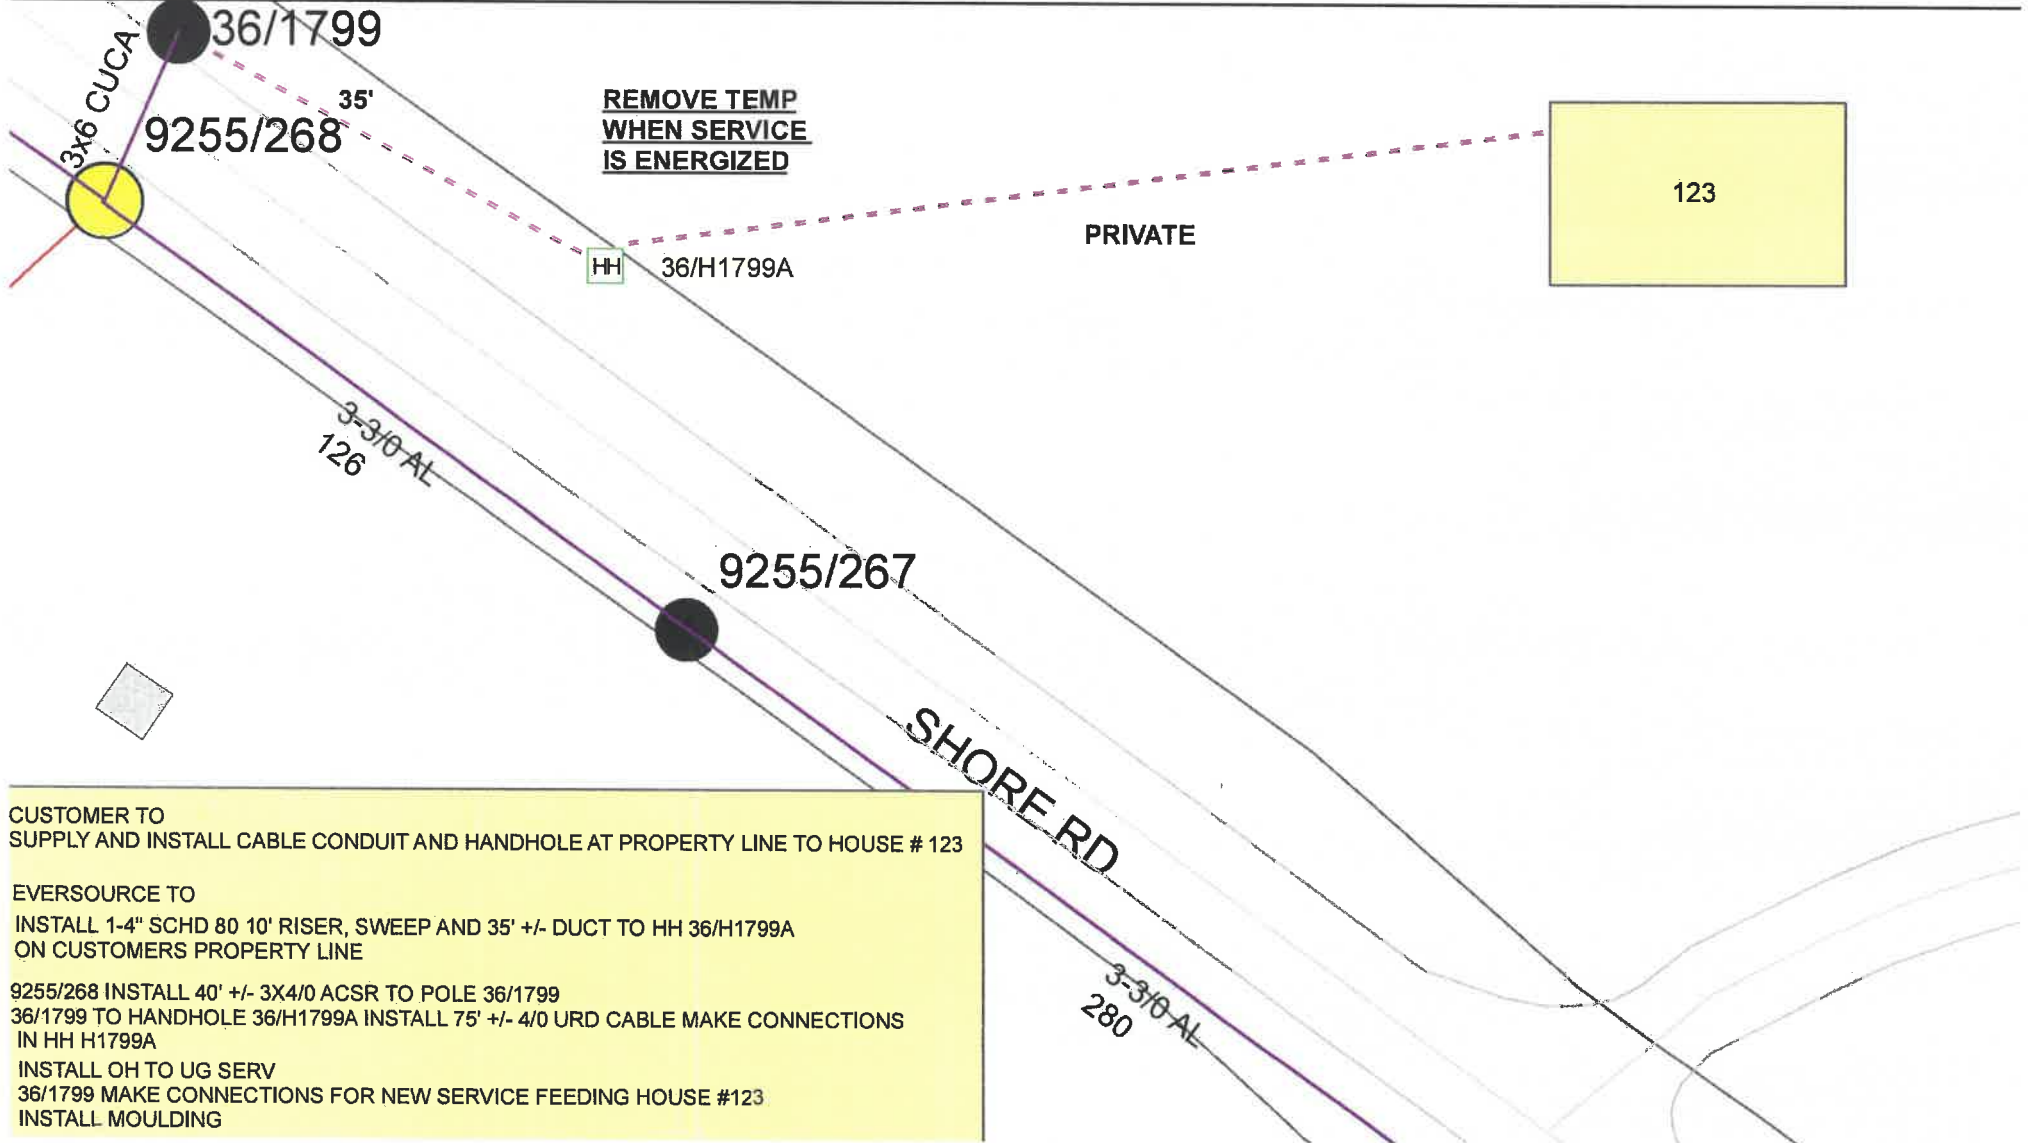 36/1799
3x6 CUCA
35'
9255/268
REMOVE TEMP
WHEN SERVICE
IS ENERGIZED
123
PRIVATE
HH
36/H1799A
3-3/0 AL
126
9255/267
SHORE RD
3-3/0 AL
280
CUSTOMER TO
SUPPLY AND INSTALL CABLE CONDUIT AND HANDHOLE AT PROPERTY LINE TO HOUSE # 123
EVERSOURCE TO
INSTALL 1-4" SCHD 80 10' RISER, SWEEP AND 35' +/- DUCT TO HH 36/H1799A
ON CUSTOMERS PROPERTY LINE
9255/268 INSTALL 40' +/- 3X4/0 ACSR TO POLE 36/1799
36/1799 TO HANDHOLE 36/H1799A INSTALL 75' +/- 4/0 URD CABLE MAKE CONNECTIONS
IN HH H1799A
INSTALL OH TO UG SERV
36/1799 MAKE CONNECTIONS FOR NEW SERVICE FEEDING HOUSE #123
INSTALL MOULDING